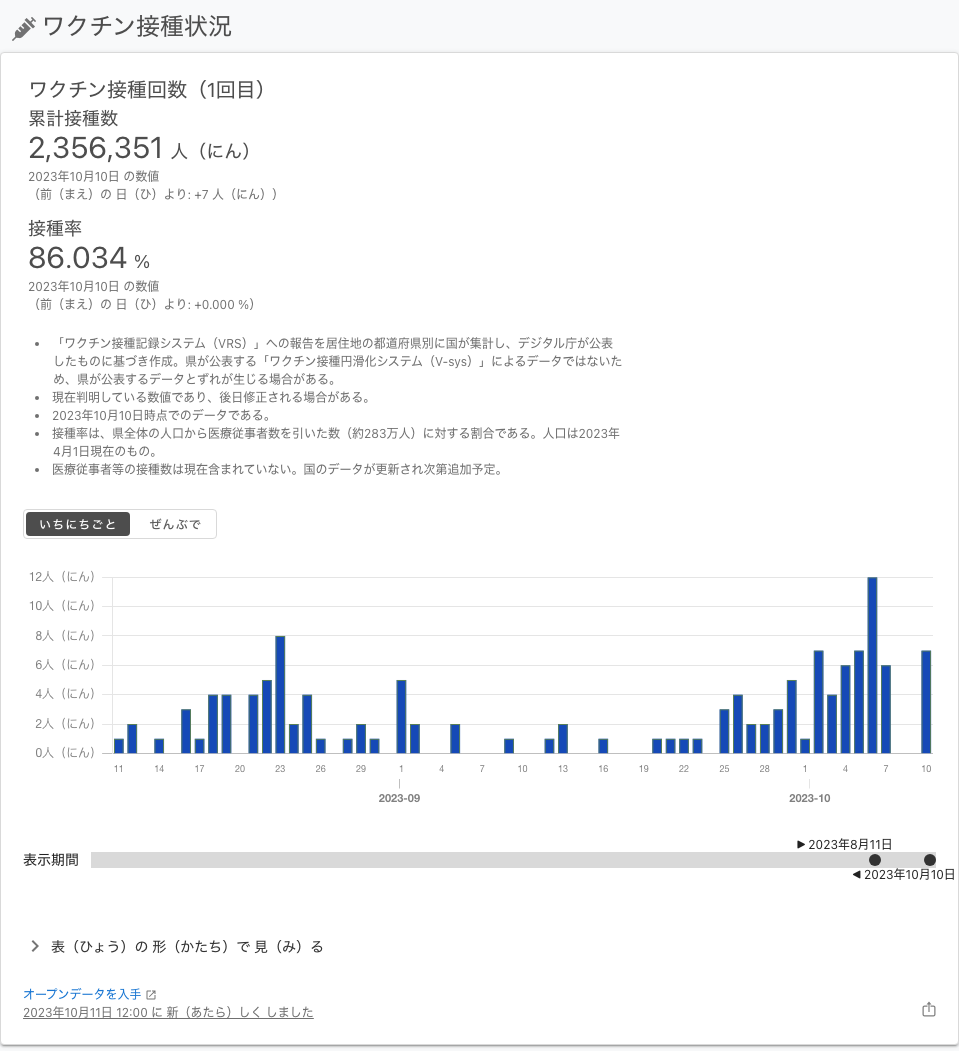 ワクチン接種状況
ワクチン接種回数（1回目）
累計接種数
2,356,351 人（にん）
2023年10月10日 の数値
（前（まえ）の 日（ひ）より: +7 人（にん））
接種率
86.034 %
2023年10月10日 の数値
（前（まえ）の 日（ひ）より: +0.000 %）
• 「ワクチン接種記録システム（VRS）」への報告を居住地の都道府県別に国が集計し、デジタル庁が公表
したものに基づき作成。県が公表する「ワクチン接種円滑化システム（V-sys）」によるデータではないた
め、県が公表するデータとずれが生じる場合がある。
• 現在判明している数値であり、後日修正される場合がある。
• 2023年10月10日時点でのデータである。
• 接種率は、県全体の人口から医療従事者数を引いた数（約283万人）に対する割合である。人口は2023年
4月1日現在のもの。
• 医療従事者等の接種数は現在含まれていない。国のデータが更新され次第追加予定。
いちにちごと ぜんぶで
12人（にん）
10人（にん）
8人（にん）
6人（にん）
4人（にん）
2人（にん）
0人（にん）
11 14 17 20 23 26 29 1 4 7 10 13 16 19 22 25 28 1 4 7 10
2023-09 2023-10
▶ 2023年8月11日
表示期間
◀ 2023年10月10日
表（ひょう）の 形（かたち）で 見（み）る
オープンデータを入手
2023年10月11日 12:00 に 新（あたら）しく しました